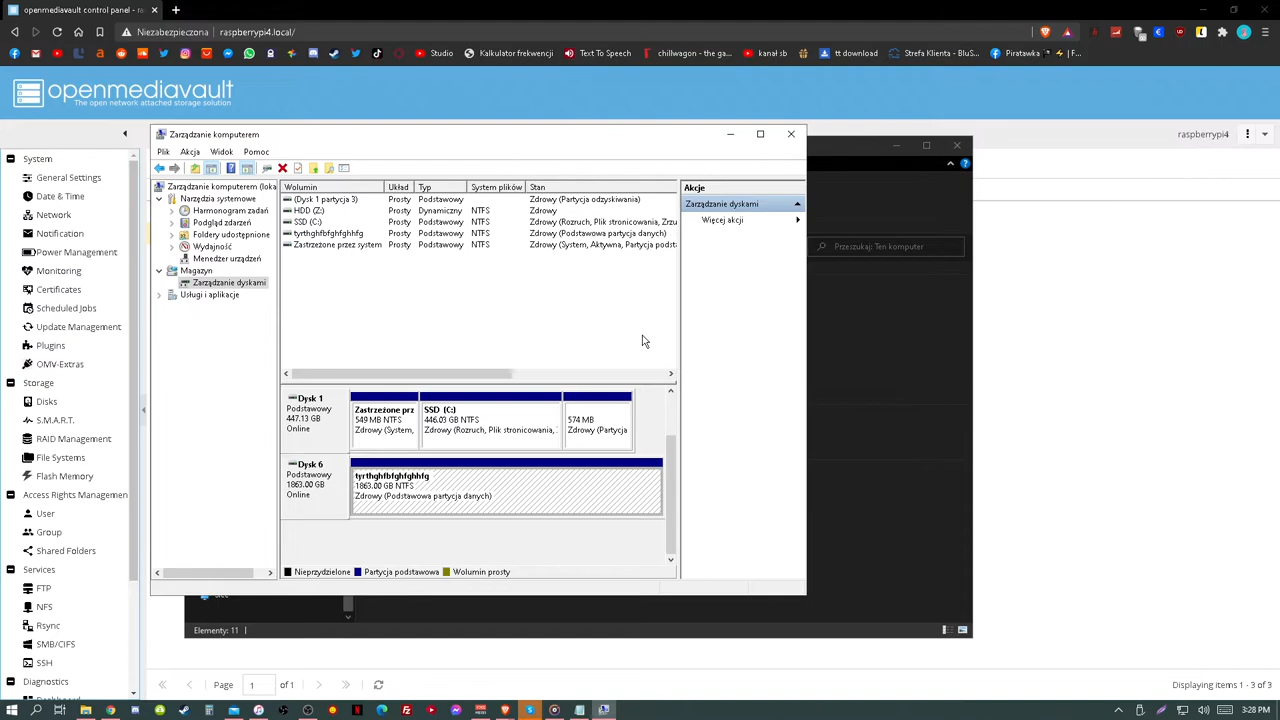 openmediavault control panel - ra
Niezabezpieczona
raspberrypi4.local/
Studio
Kalkulator frekwencji
Text To Speech
chillwagon - the ga...
kanał sb
tt download
Strefa Klienta - BluS...
Piratawka ⚜ | F...
openmediavault
The open network attached storage solution
raspberrypi4
System
General Settings
Date & Time
Network
Notification
Power Management
Monitoring
Certificates
Scheduled Jobs
Update Management
Plugins
OMV-Extras
Storage
Disks
S.M.A.R.T.
RAID Management
File Systems
Flash Memory
Access Rights Managemen
User
Group
Shared Folders
Services
FTP
NFS
Rsync
SMB/CIFS
SSH
Diagnostics
Dashboard
Zarządzanie komputerem
Plik Akcja Widok Pomoc
Zarządzanie komputerem (loka
Narzędzia systemowe
Harmonogram zadań
Podgląd zdarzeń
Foldery udostępnione
Wydajność
Menedżer urządzeń
Magazyn
Zarządzanie dyskami
Usługi i aplikacje
Wolumin Układ Typ System plików Stan
(Dysk 1 partycja 3) Prosty Podstawowy Zdrowy (Partycja odzyskiwania)
HDD (Z:) Prosty Dynamiczny NTFS Zdrowy
SSD (C:) Prosty Podstawowy NTFS Zdrowy (Rozruch, Plik stronicowania, Zrzu
tyrthghfbfghfghhfg Prosty Podstawowy NTFS Zdrowy (Podstawowa partycja danych)
Zastrzeżone przez system Prosty Podstawowy NTFS Zdrowy (System, Aktywna, Partycja podst
Akcje
Zarządzanie dyskami
Więcej akcji
Przeszukaj: Ten komputer
Dysk 1
Podstawowy
447.13 GB
Online
Zastrzeżone prz
549 MB NTFS
Zdrowy (System,
SSD (C:)
446.03 GB NTFS
Zdrowy (Rozruch, Plik stronicowania,
574 MB
Zdrowy (Partycja
Dysk 6
Podstawowy
1863.00 GB
Online
tyrthghfbfghfghhfg
1863.00 GB NTFS
Zdrowy (Podstawowa partycja danych)
Nieprzydzielone Partycja podstawowa Wolumin prosty
Elementy: 11
Page 1 of 1
Displaying items 1 - 3 of 3
3:28 PM